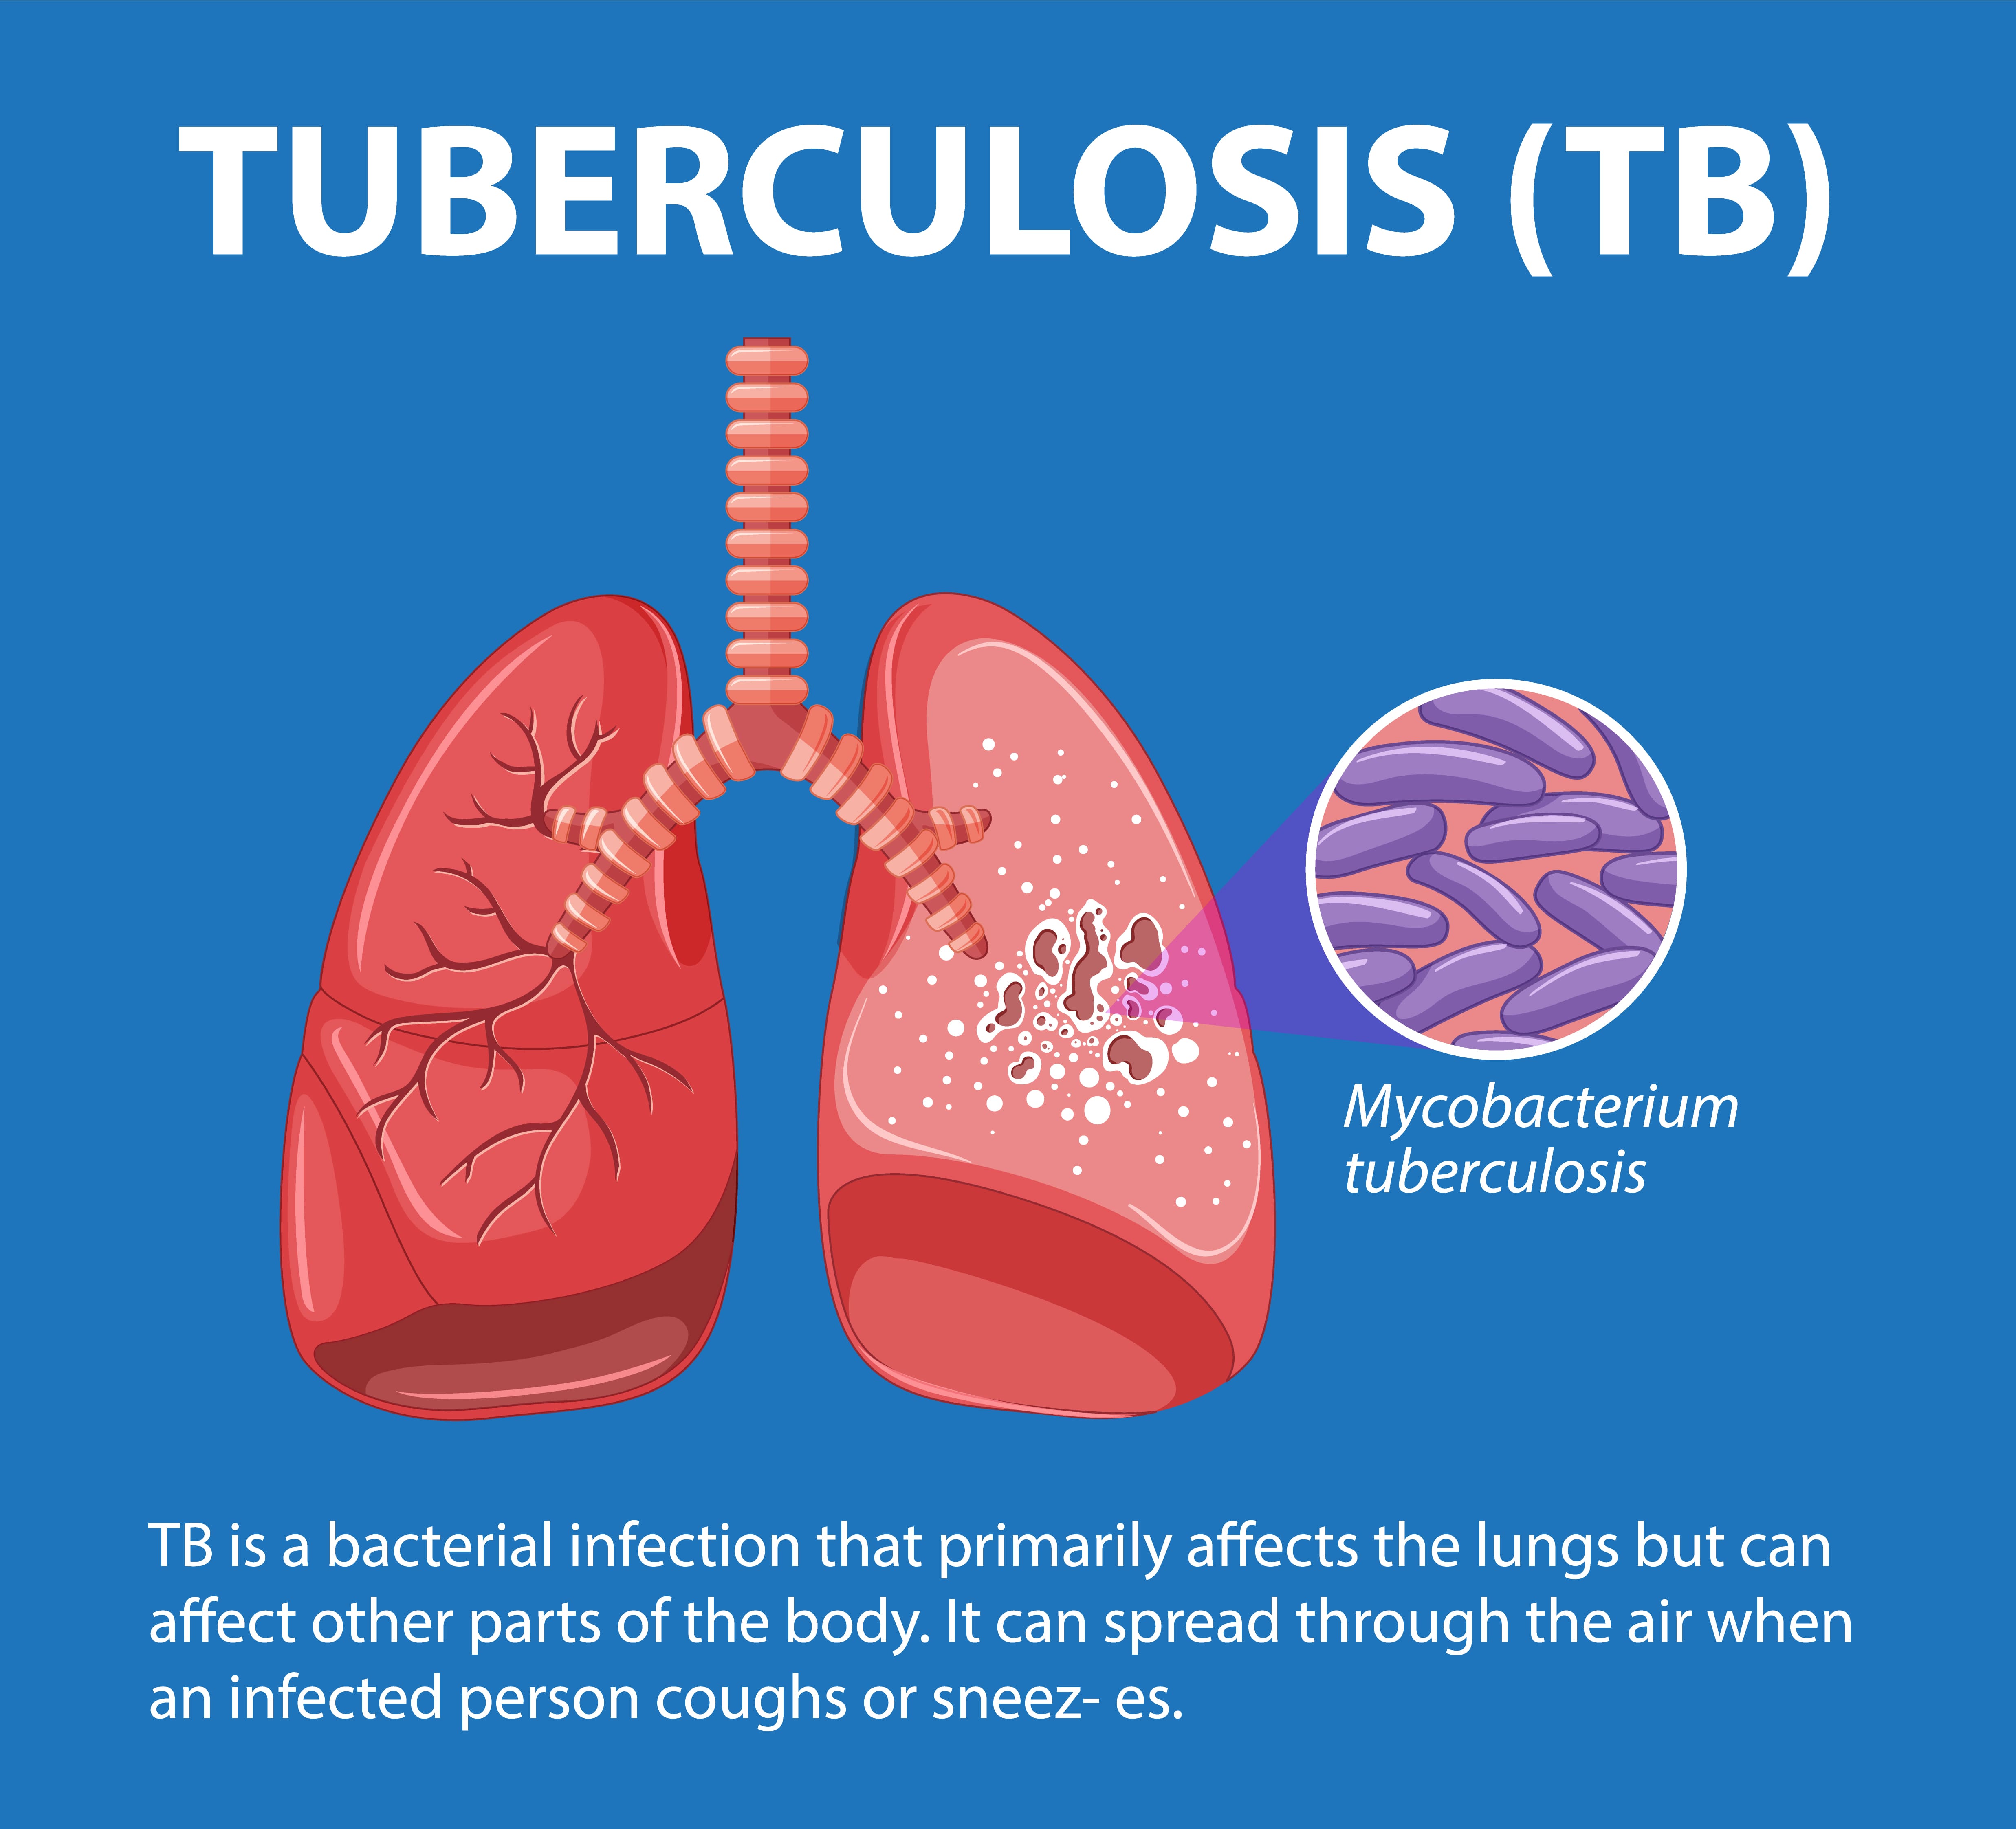 TUBERCULOSIS (TB)
Mycobacterium
tuberculosis
TB is a bacterial infection that primarily affects the lungs but can
affect other parts of the body. It can spread through the air when
an infected person coughs or sneez- es.